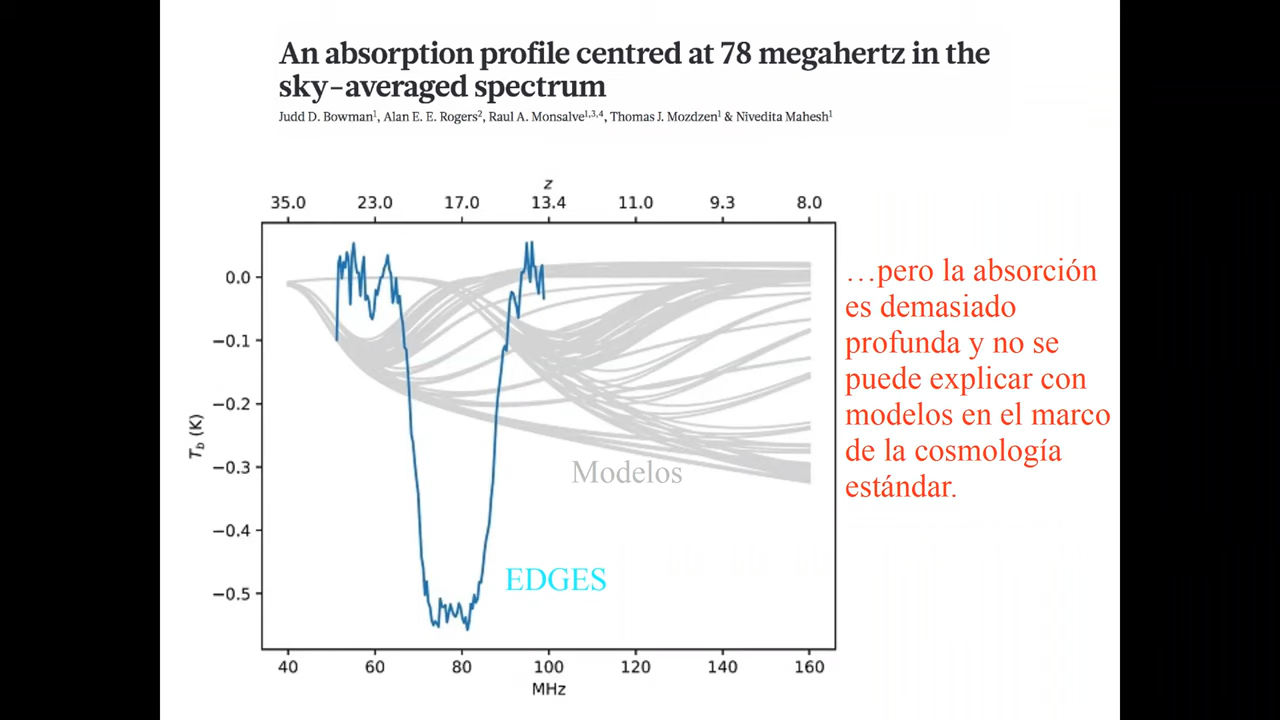 An absorption profile centred at 78 megahertz in the
sky-averaged spectrum
Judd D. Bowman¹, Alan E. E. Rogers², Raul A. Monsalve¹,³,⁴, Thomas J. Mozdzen¹ & Nivedita Mahesh¹
z
35.0 23.0 17.0 13.4 11.0 9.3 8.0
0.0
−0.1
−0.2
−0.3
−0.4
−0.5
T_b (K)
Modelos
EDGES
40 60 80 100 120 140 160
MHz
…pero la absorción
es demasiado
profunda y no se
puede explicar con
modelos en el marco
de la cosmología
estándar.